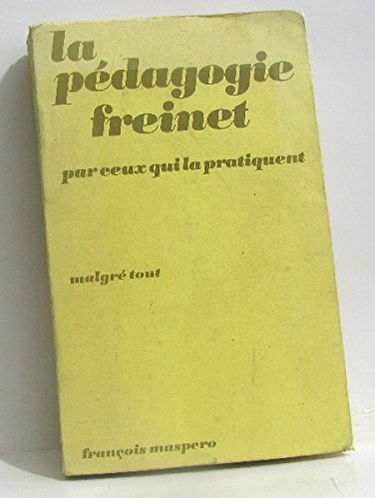 la
pédagogie
freinet
par ceux qui la pratiquent
malgré tout
françois maspero